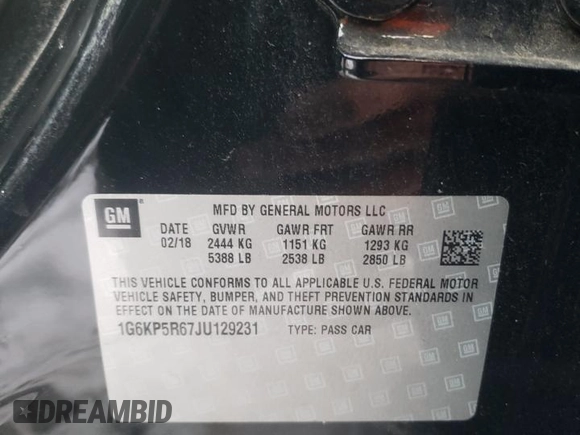 GM
MFD BY GENERAL MOTORS LLC
DATE GVWR GAWR FRT GAWR RR
02/18 2444 KG 1151 KG 1293 KG
5388 LB 2538 LB 2850 LB
THIS VEHICLE CONFORMS TO ALL APPLICABLE U.S. FEDERAL MOTOR
VEHICLE SAFETY, BUMPER, AND THEFT PREVENTION STANDARDS IN
EFFECT ON THE DATE OF MANUFACTURE SHOWN ABOVE.
1G6KP5R67JU129231 TYPE: PASS CAR
DREAMBID